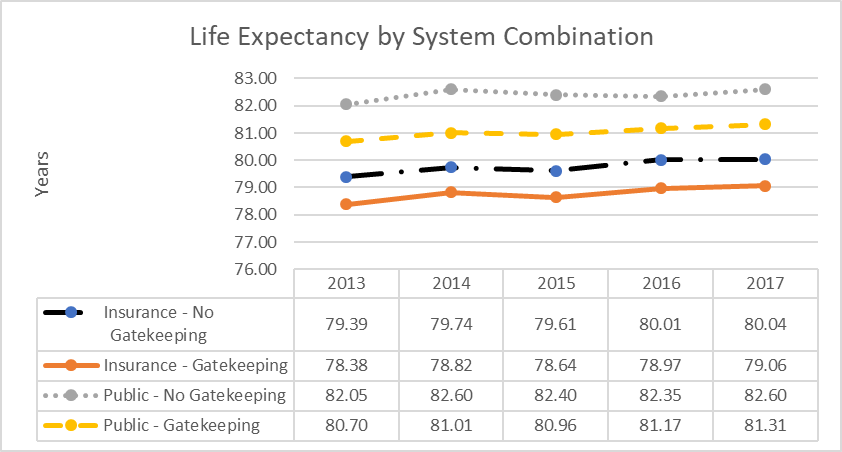 Life Expectancy by System Combination
Years
83.00
82.00
81.00
80.00
79.00
78.00
77.00
76.00
2013 2014 2015 2016 2017
Insurance - No
Gatekeeping 79.39 79.74 79.61 80.01 80.04
Insurance - Gatekeeping 78.38 78.82 78.64 78.97 79.06
Public - No Gatekeeping 82.05 82.60 82.40 82.35 82.60
Public - Gatekeeping 80.70 81.01 80.96 81.17 81.31